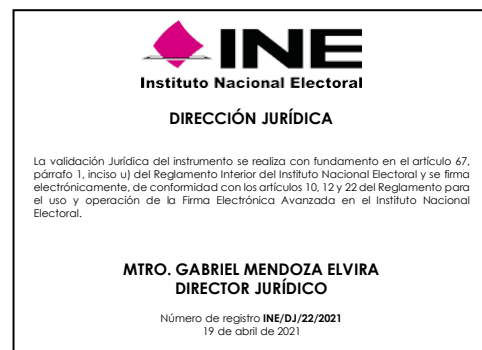 INE
Instituto Nacional Electoral
DIRECCIÓN JURÍDICA
La validación Jurídica del instrumento se realiza con fundamento en el artículo 67,
párrafo 1, inciso u) del Reglamento Interior del Instituto Nacional Electoral y se firma
electrónicamente, de conformidad con los artículos 10, 12 y 22 del Reglamento para
el uso y operación de la Firma Electrónica Avanzada en el Instituto Nacional
Electoral.
MTRO. GABRIEL MENDOZA ELVIRA
DIRECTOR JURÍDICO
Número de registro INE/DJ/22/2021
19 de abril de 2021